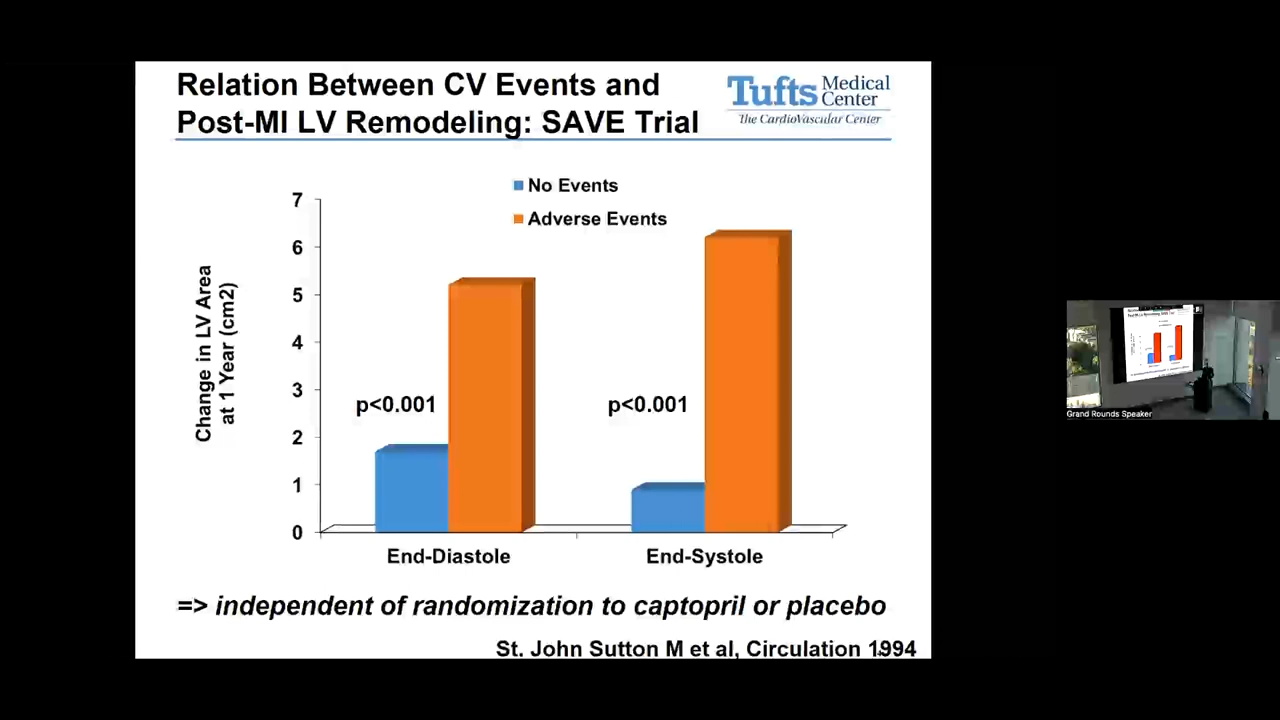 Relation Between CV Events and
Post-MI LV Remodeling: SAVE Trial
Tufts Medical
Center
The CardioVascular Center
No Events
Adverse Events
Change in LV Area
at 1 Year (cm2)
7
6
5
4
3
2
1
0
p<0.001
p<0.001
End-Diastole
End-Systole
=> independent of randomization to captopril or placebo
St. John Sutton M et al, Circulation 1994
Grand Rounds Speaker